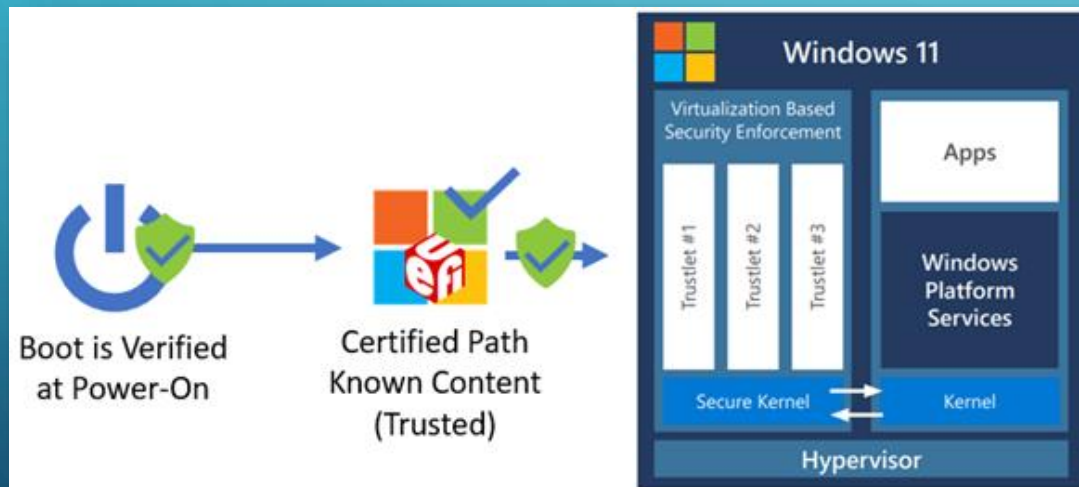 Windows 11
Virtualization Based
Security Enforcement
Trustlet #1
Trustlet #2
Trustlet #3
Secure Kernel
Apps
Windows
Platform
Services
Kernel
Hypervisor
Boot is Verified
at Power-On
uefi
Certified Path
Known Content
(Trusted)